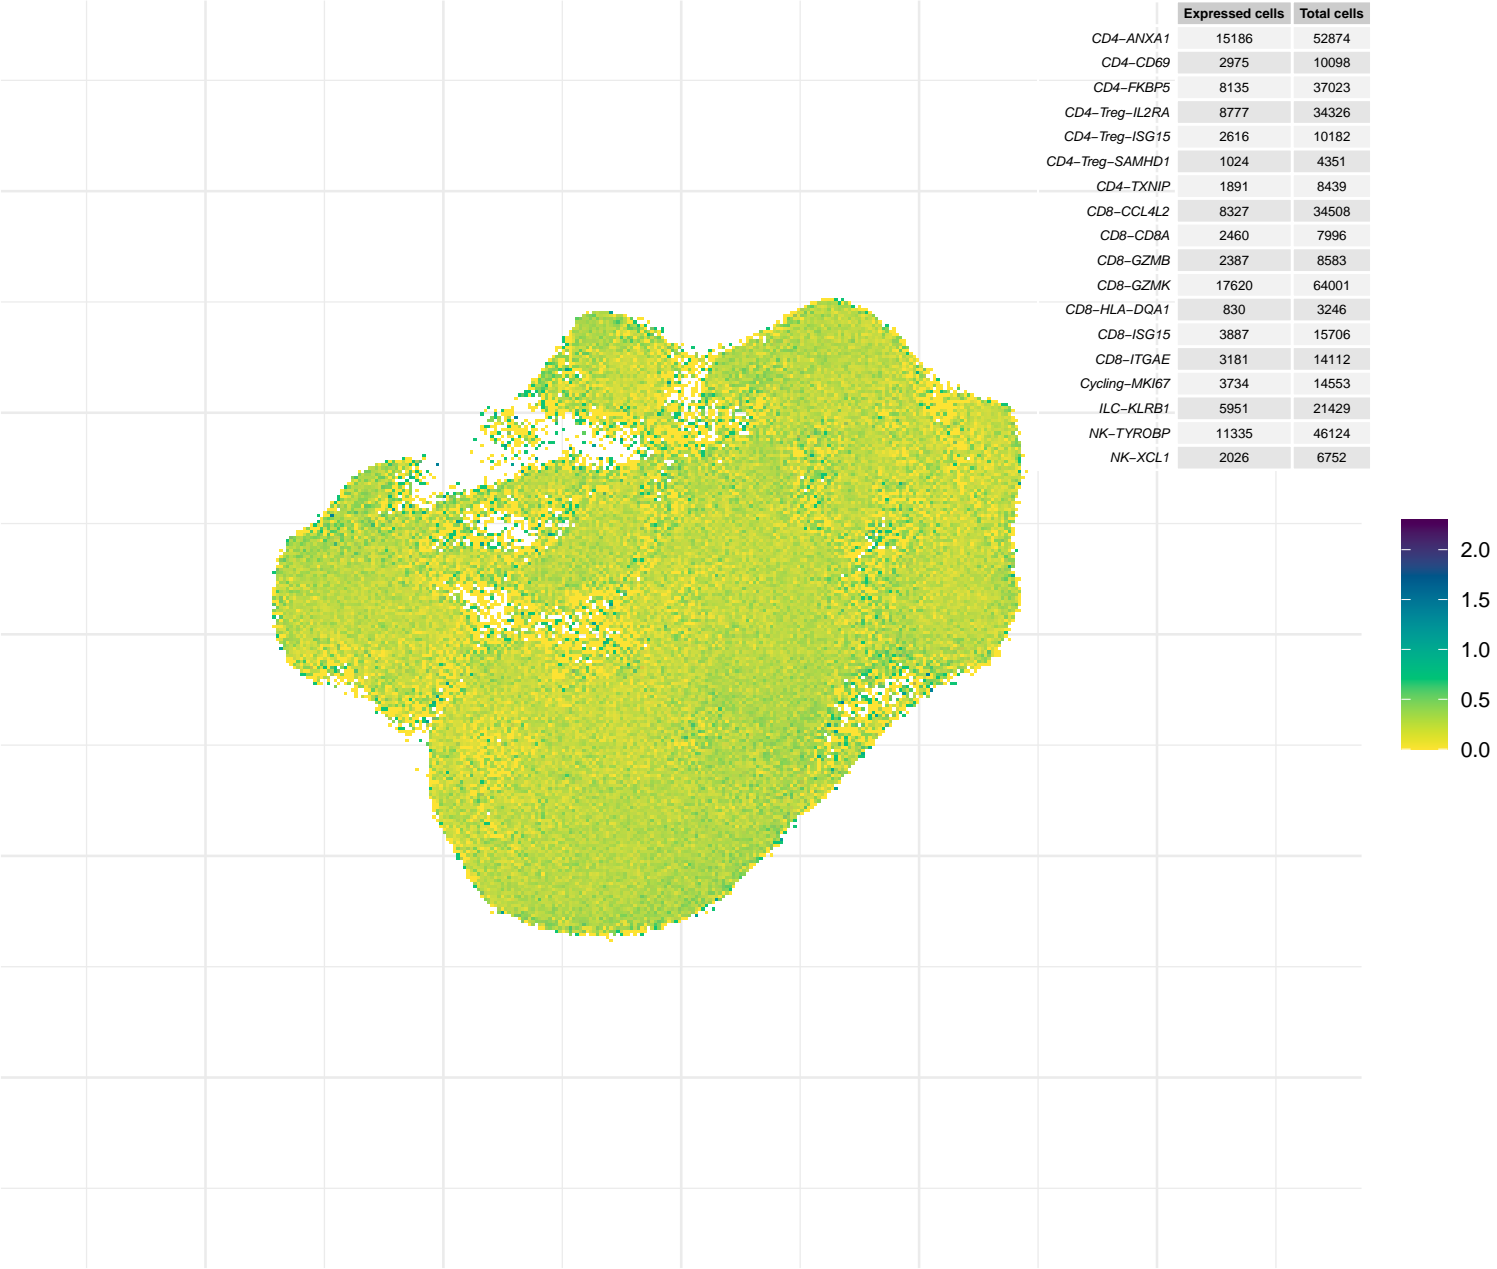 Expressed cells Total cells
CD4−ANXA1 15186 52874
CD4−CD69 2975 10098
CD4−FKBP5 8135 37023
CD4−Treg−IL2RA 8777 34326
CD4−Treg−ISG15 2616 10182
CD4−Treg−SAMHD1 1024 4351
CD4−TXNIP 1891 8439
CD8−CCL4L2 8327 34508
CD8−CD8A 2460 7996
CD8−GZMB 2387 8583
CD8−GZMK 17620 64001
CD8−HLA−DQA1 830 3246
CD8−ISG15 3887 15706
CD8−ITGAE 3181 14112
Cycling−MKI67 3734 14553
ILC−KLRB1 5951 21429
NK−TYROBP 11335 46124
NK−XCL1 2026 6752
2.0
1.5
1.0
0.5
0.0